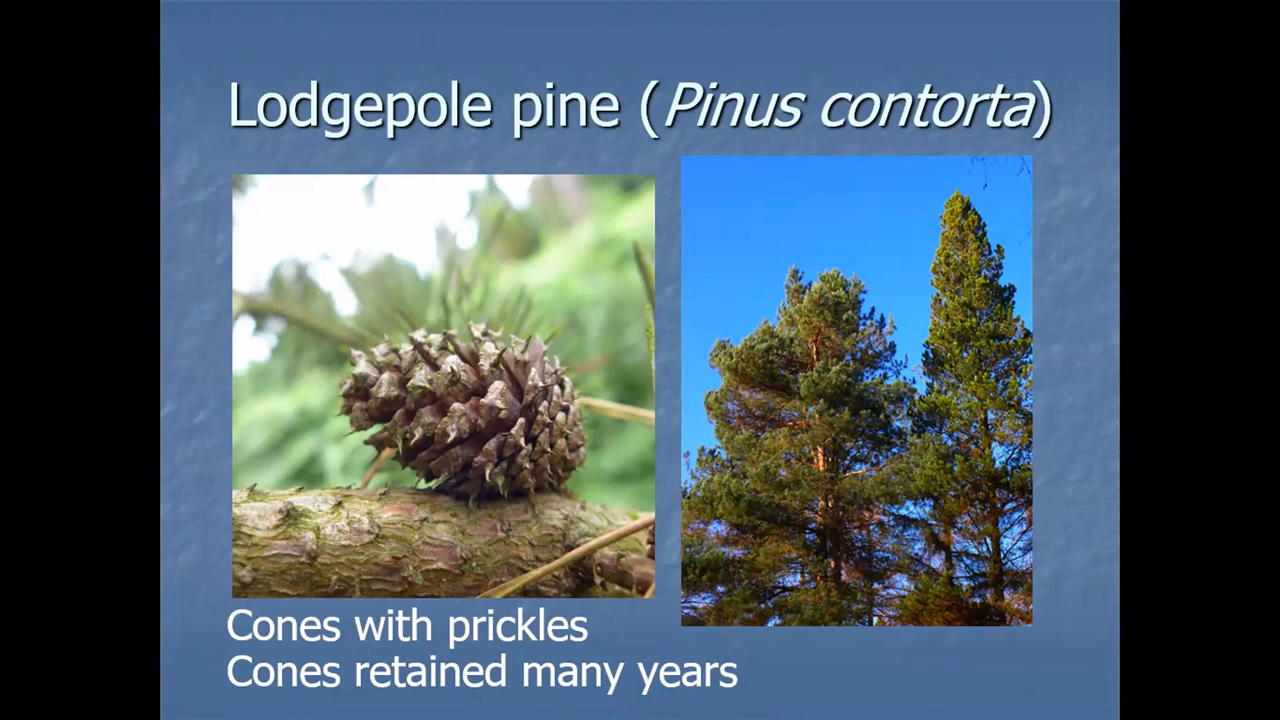 Lodgepole pine (Pinus contorta)
Cones with prickles
Cones retained many years